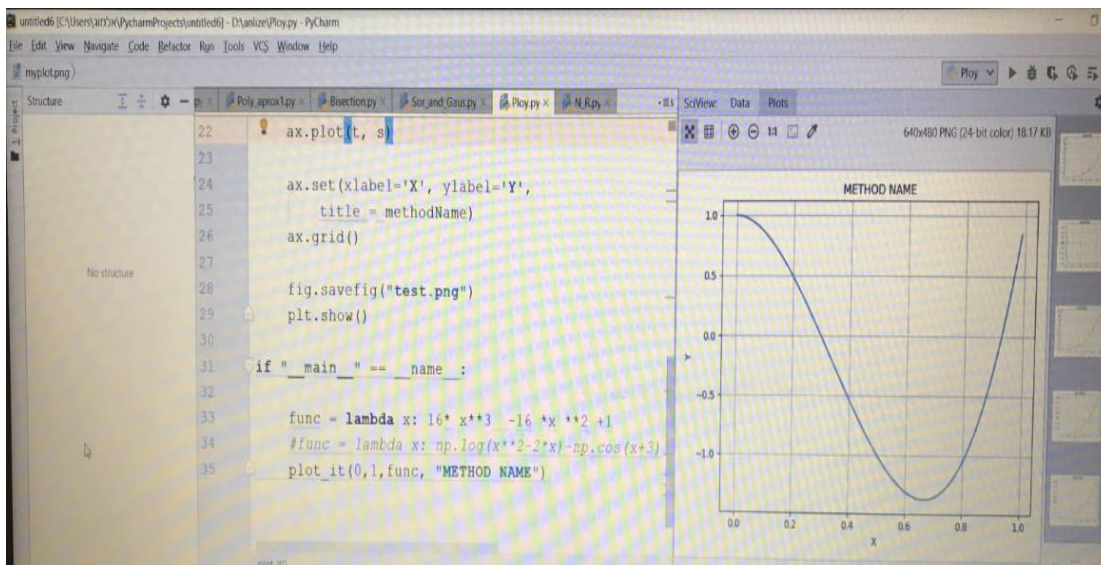 untitled6 [C:\Users\אביאל\PycharmProjects\untitled6] - D:\anlize\Ploy.py - PyCharm
File Edit View Navigate Code Refactor Run Tools VCS Window Help
myplot.png
Ploy
Structure
Poly_aprox1.py
Bisection.py
Sor_and_Gaus.py
Ploy.py
N_R.py
SciView: Data Plots
1: Project
640x480 PNG (24-bit color) 18.17 KB
No structure
22 ax.plot(t, s)
23
24 ax.set(xlabel='X', ylabel='Y',
25 title = methodName)
26 ax.grid()
27
28 fig.savefig("test.png")
29 plt.show()
30
31 if "__main__" == __name__:
32
33 func = lambda x: 16* x**3 -16 *x **2 +1
34 #func = lambda x: np.log(x**2-2*x)-np.cos(x+3)
35 plot_it(0,1,func, "METHOD NAME")
plot_it()
METHOD NAME
1.0
0.5
0.0
-0.5
-1.0
Y
0.0 0.2 0.4 0.6 0.8 1.0
X